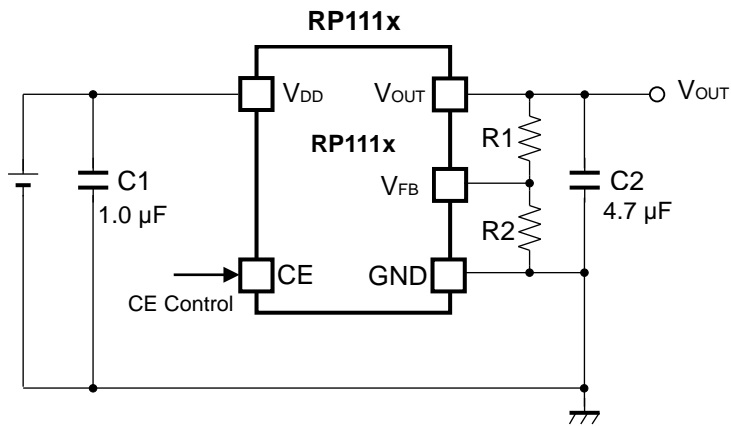 RP111x
VDD
VOUT
VOUT
R1
RP111x
VFB
C1
1.0 µF
C2
4.7 µF
R2
CE
GND
CE Control